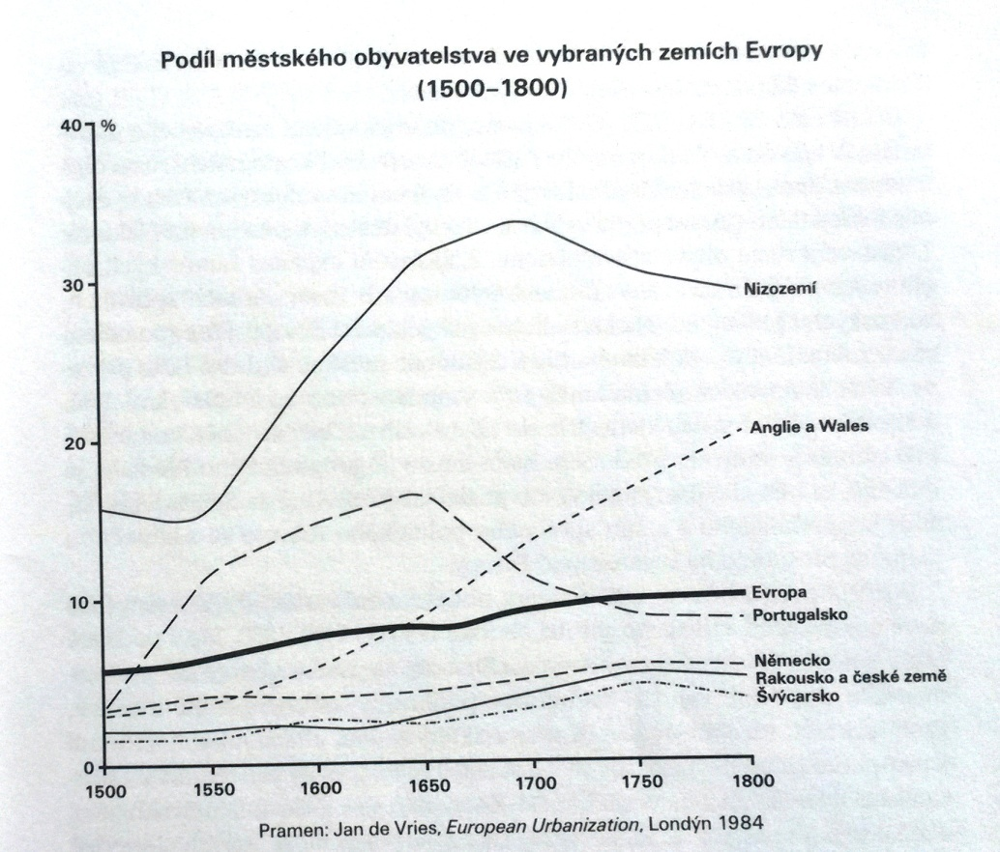 Podíl městského obyvatelstva ve vybraných zemích Evropy
(1500–1800)
40 %
30
Nizozemí
20
Anglie a Wales
10
Evropa
Portugalsko
Německo
Rakousko a české země
Švýcarsko
0
1500 1550 1600 1650 1700 1750 1800
Pramen: Jan de Vries, European Urbanization, Londýn 1984